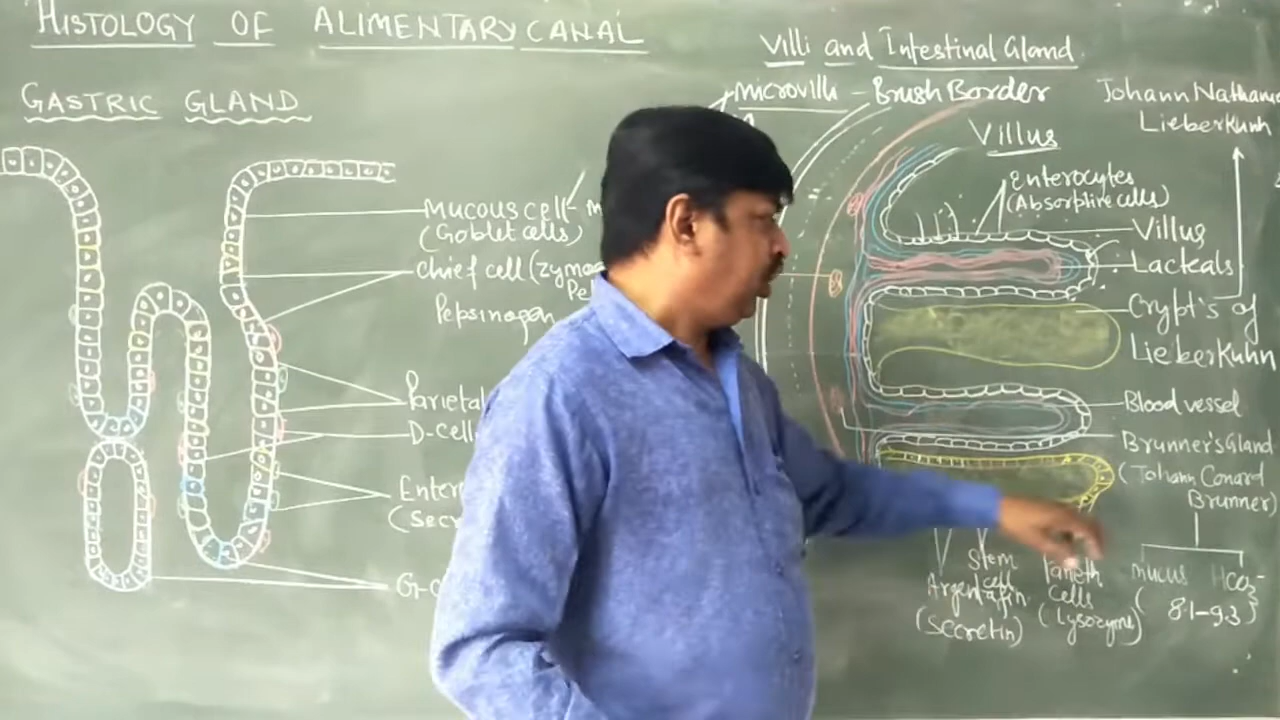 HISTOLOGY OF ALIMENTARY CANAL
GASTRIC GLAND
Mucous cell - M
(Goblet cells)
Chief cell (zymo
Pe
Pepsinogen
Parietal
D-Cell
Enter
(secr
G-c
Villi and Intestinal Gland
Microvilli - Brush Border
Johann Nathan
Lieberkuhn
Villus
Enterocytes
(Absorptive cells)
Villus
Lacteals
Crypt's of
Lieberkuhn
Blood vessel
Brunner's Gland
(Johann Conard
Brunner)
Stem
cell
Argentafin
(Secretin)
Paneth
cells
(Lysozyme)
mucus HCO3-
( 8.1-9.3 )